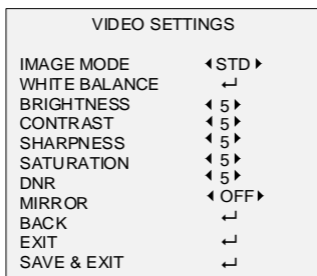 VIDEO SETTINGS
IMAGE MODE ◀ STD ▶
WHITE BALANCE ↵
BRIGHTNESS ◀ 5 ▶
CONTRAST ◀ 5 ▶
SHARPNESS ◀ 5 ▶
SATURATION ◀ 5 ▶
DNR ◀ 5 ▶
MIRROR ◀ OFF ▶
BACK ↵
EXIT ↵
SAVE & EXIT ↵